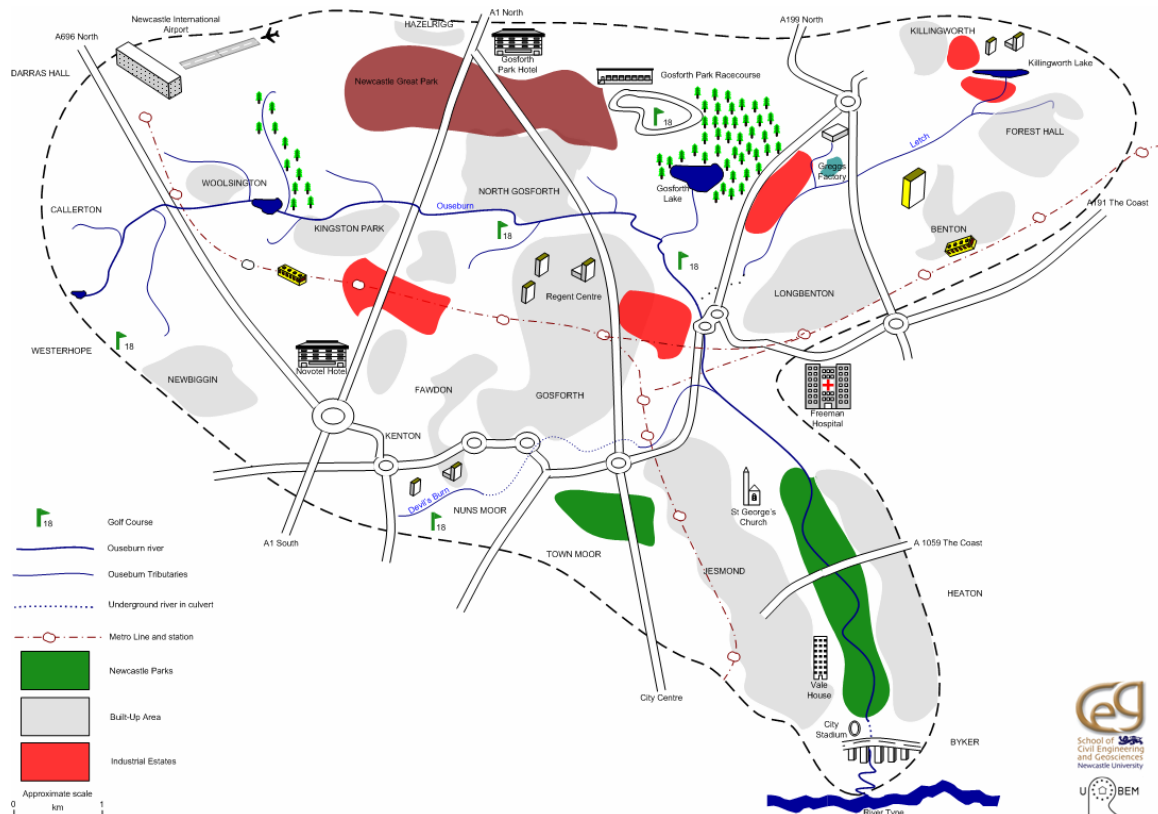 Newcastle International
Airport
A1 North
HAZELRIGG
A199 North
KILLINGWORTH
A696 North
Gosforth
Park Hotel
Killingworth Lake
DARRAS HALL
Newcastle Great Park
Gosforth Park Racecourse
18
Letch
FOREST HALL
Greggs
Factory
WOOLSINGTON
NORTH GOSFORTH
Gosforth
Lake
CALLERTON
Ouseburn
A191 The Coast
KINGSTON PARK
18
BENTON
18
Regent Centre
LONGBENTON
WESTERHOPE
18
Novotel Hotel
NEWBIGGIN
FAWDON
GOSFORTH
Freeman
Hospital
KENTON
Devil's Burn
NUNS MOOR
St George's
Church
18
18
Golf Course
A1 South
Ouseburn river
TOWN MOOR
A 1059 The Coast
JESMOND
Ouseburn Tributaries
HEATON
Underground river in culvert
Metro Line and station
Newcastle Parks
Vale
House
City Centre
Built-Up Area
City
Stadium
BYKER
Industrial Estates
Approximate scale
0 km 1
River Tyne
Ceg
School of
Civil Engineering
and Geosciences
Newcastle University
U BEM